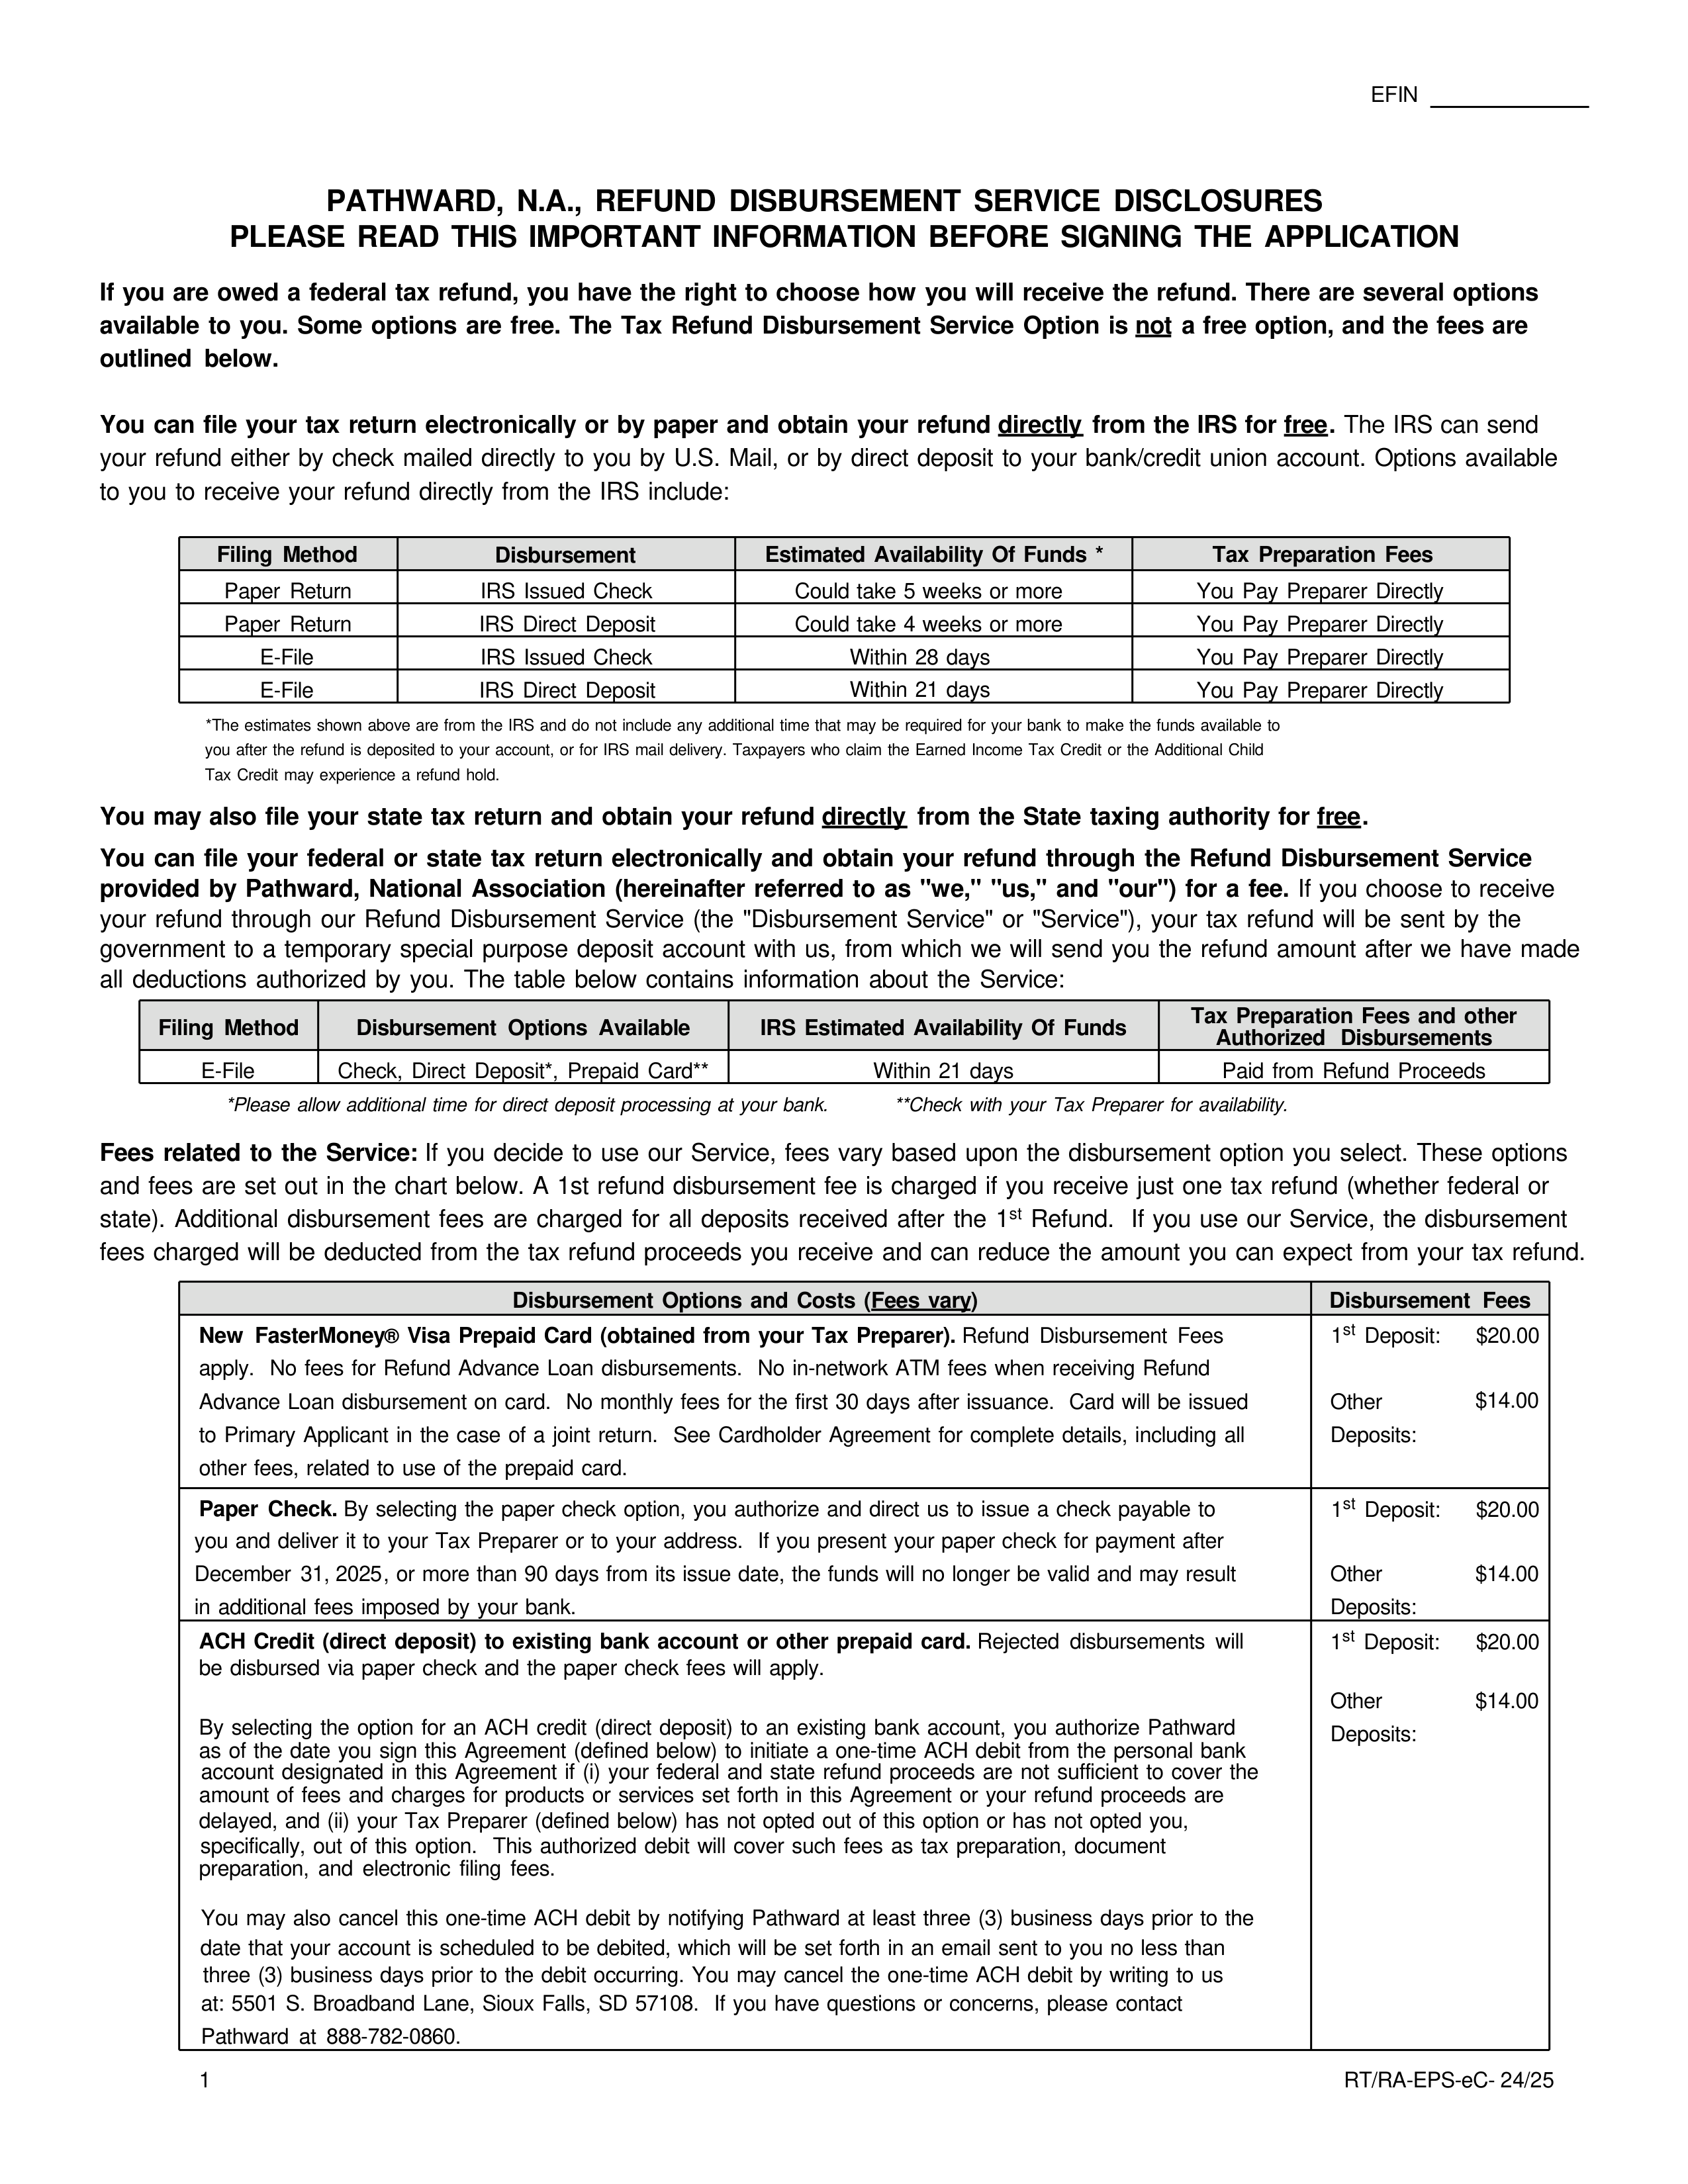 EFIN
PATHWARD, N.A., REFUND DISBURSEMENT SERVICE DISCLOSURES
PLEASE READ THIS IMPORTANT INFORMATION BEFORE SIGNING THE APPLICATION
If you are owed a federal tax refund, you have the right to choose how you will receive the refund. There are several options
available to you. Some options are free. The Tax Refund Disbursement Service Option is not a free option, and the fees are
outlined below.
You can file your tax return electronically or by paper and obtain your refund directly from the IRS for free. The IRS can send
your refund either by check mailed directly to you by U.S. Mail, or by direct deposit to your bank/credit union account. Options available
to you to receive your refund directly from the IRS include:
Filing Method Disbursement Estimated Availability Of Funds * Tax Preparation Fees
Paper Return IRS Issued Check Could take 5 weeks or more You Pay Preparer Directly
Paper Return IRS Direct Deposit Could take 4 weeks or more You Pay Preparer Directly
E-File IRS Issued Check Within 28 days You Pay Preparer Directly
E-File IRS Direct Deposit Within 21 days You Pay Preparer Directly
*The estimates shown above are from the IRS and do not include any additional time that may be required for your bank to make the funds available to
you after the refund is deposited to your account, or for IRS mail delivery. Taxpayers who claim the Earned Income Tax Credit or the Additional Child
Tax Credit may experience a refund hold.
You may also file your state tax return and obtain your refund directly from the State taxing authority for free.
You can file your federal or state tax return electronically and obtain your refund through the Refund Disbursement Service
provided by Pathward, National Association (hereinafter referred to as "we," "us," and "our") for a fee. If you choose to receive
your refund through our Refund Disbursement Service (the "Disbursement Service" or "Service"), your tax refund will be sent by the
government to a temporary special purpose deposit account with us, from which we will send you the refund amount after we have made
all deductions authorized by you. The table below contains information about the Service:
Filing Method Disbursement Options Available IRS Estimated Availability Of Funds Tax Preparation Fees and other
Authorized Disbursements
E-File Check, Direct Deposit*, Prepaid Card** Within 21 days Paid from Refund Proceeds
*Please allow additional time for direct deposit processing at your bank. **Check with your Tax Preparer for availability.
Fees related to the Service: If you decide to use our Service, fees vary based upon the disbursement option you select. These options
and fees are set out in the chart below. A 1st refund disbursement fee is charged if you receive just one tax refund (whether federal or
state). Additional disbursement fees are charged for all deposits received after the 1st Refund. If you use our Service, the disbursement
fees charged will be deducted from the tax refund proceeds you receive and can reduce the amount you can expect from your tax refund.
Disbursement Options and Costs (Fees vary) Disbursement Fees
New FasterMoney® Visa Prepaid Card (obtained from your Tax Preparer). Refund Disbursement Fees 1st Deposit: $20.00
apply. No fees for Refund Advance Loan disbursements. No in-network ATM fees when receiving Refund
Advance Loan disbursement on card. No monthly fees for the first 30 days after issuance. Card will be issued Other $14.00
to Primary Applicant in the case of a joint return. See Cardholder Agreement for complete details, including all Deposits:
other fees, related to use of the prepaid card.
Paper Check. By selecting the paper check option, you authorize and direct us to issue a check payable to 1st Deposit: $20.00
you and deliver it to your Tax Preparer or to your address. If you present your paper check for payment after
December 31, 2025, or more than 90 days from its issue date, the funds will no longer be valid and may result Other $14.00
in additional fees imposed by your bank. Deposits:
ACH Credit (direct deposit) to existing bank account or other prepaid card. Rejected disbursements will 1st Deposit: $20.00
be disbursed via paper check and the paper check fees will apply.
Other $14.00
By selecting the option for an ACH credit (direct deposit) to an existing bank account, you authorize Pathward Deposits:
as of the date you sign this Agreement (defined below) to initiate a one-time ACH debit from the personal bank
account designated in this Agreement if (i) your federal and state refund proceeds are not sufficient to cover the
amount of fees and charges for products or services set forth in this Agreement or your refund proceeds are
delayed, and (ii) your Tax Preparer (defined below) has not opted out of this option or has not opted you,
specifically, out of this option. This authorized debit will cover such fees as tax preparation, document
preparation, and electronic filing fees.
You may also cancel this one-time ACH debit by notifying Pathward at least three (3) business days prior to the
date that your account is scheduled to be debited, which will be set forth in an email sent to you no less than
three (3) business days prior to the debit occurring. You may cancel the one-time ACH debit by writing to us
at: 5501 S. Broadband Lane, Sioux Falls, SD 57108. If you have questions or concerns, please contact
Pathward at 888-782-0860.
1 RT/RA-EPS-eC- 24/25